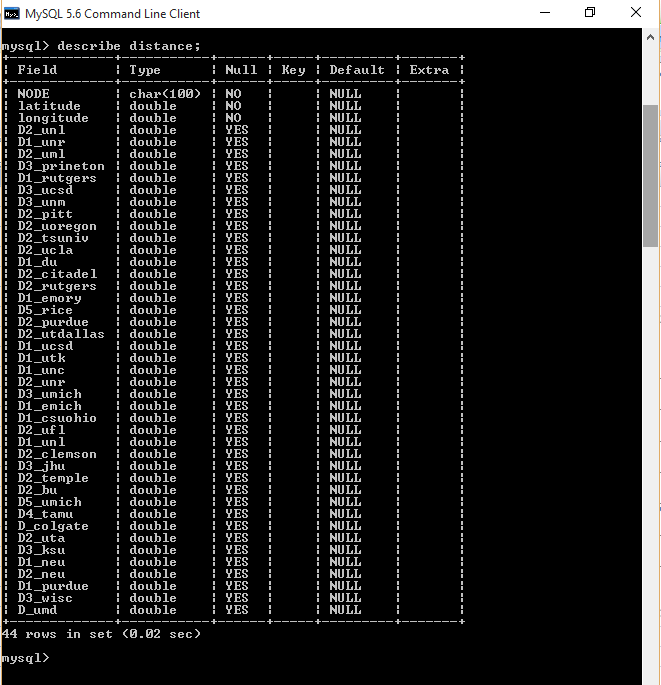 MySQL 5.6 Command Line Client
mysql> describe distance;
+-------------+-----------+------+-----+---------+-------+
| Field       | Type      | Null | Key | Default | Extra |
+-------------+-----------+------+-----+---------+-------+
| NODE        | char(100) | NO   |     | NULL    |       |
| latitude    | double    | NO   |     | NULL    |       |
| longitude   | double    | NO   |     | NULL    |       |
| D2_unl      | double    | YES  |     | NULL    |       |
| D1_unr      | double    | YES  |     | NULL    |       |
| D2_uml      | double    | YES  |     | NULL    |       |
| D3_prineton | double    | YES  |     | NULL    |       |
| D1_rutgers  | double    | YES  |     | NULL    |       |
| D3_ucsd     | double    | YES  |     | NULL    |       |
| D3_unm      | double    | YES  |     | NULL    |       |
| D2_pitt     | double    | YES  |     | NULL    |       |
| D2_uoregon  | double    | YES  |     | NULL    |       |
| D2_tsuniv   | double    | YES  |     | NULL    |       |
| D2_ucla     | double    | YES  |     | NULL    |       |
| D1_du       | double    | YES  |     | NULL    |       |
| D2_citadel  | double    | YES  |     | NULL    |       |
| D2_rutgers  | double    | YES  |     | NULL    |       |
| D1_emory    | double    | YES  |     | NULL    |       |
| D5_rice     | double    | YES  |     | NULL    |       |
| D2_purdue   | double    | YES  |     | NULL    |       |
| D2_utdallas | double    | YES  |     | NULL    |       |
| D1_ucsd     | double    | YES  |     | NULL    |       |
| D1_utk      | double    | YES  |     | NULL    |       |
| D1_unc      | double    | YES  |     | NULL    |       |
| D2_unr      | double    | YES  |     | NULL    |       |
| D3_umich    | double    | YES  |     | NULL    |       |
| D1_emich    | double    | YES  |     | NULL    |       |
| D1_csuohio  | double    | YES  |     | NULL    |       |
| D2_ufl      | double    | YES  |     | NULL    |       |
| D1_unl      | double    | YES  |     | NULL    |       |
| D2_clemson  | double    | YES  |     | NULL    |       |
| D3_jhu      | double    | YES  |     | NULL    |       |
| D2_temple   | double    | YES  |     | NULL    |       |
| D2_bu       | double    | YES  |     | NULL    |       |
| D5_umich    | double    | YES  |     | NULL    |       |
| D4_tamu     | double    | YES  |     | NULL    |       |
| D_colgate   | double    | YES  |     | NULL    |       |
| D2_uta      | double    | YES  |     | NULL    |       |
| D3_ksu      | double    | YES  |     | NULL    |       |
| D1_neu      | double    | YES  |     | NULL    |       |
| D2_neu      | double    | YES  |     | NULL    |       |
| D1_purdue   | double    | YES  |     | NULL    |       |
| D3_wisc     | double    | YES  |     | NULL    |       |
| D_umd       | double    | YES  |     | NULL    |       |
+-------------+-----------+------+-----+---------+-------+
44 rows in set (0.02 sec)
mysql>